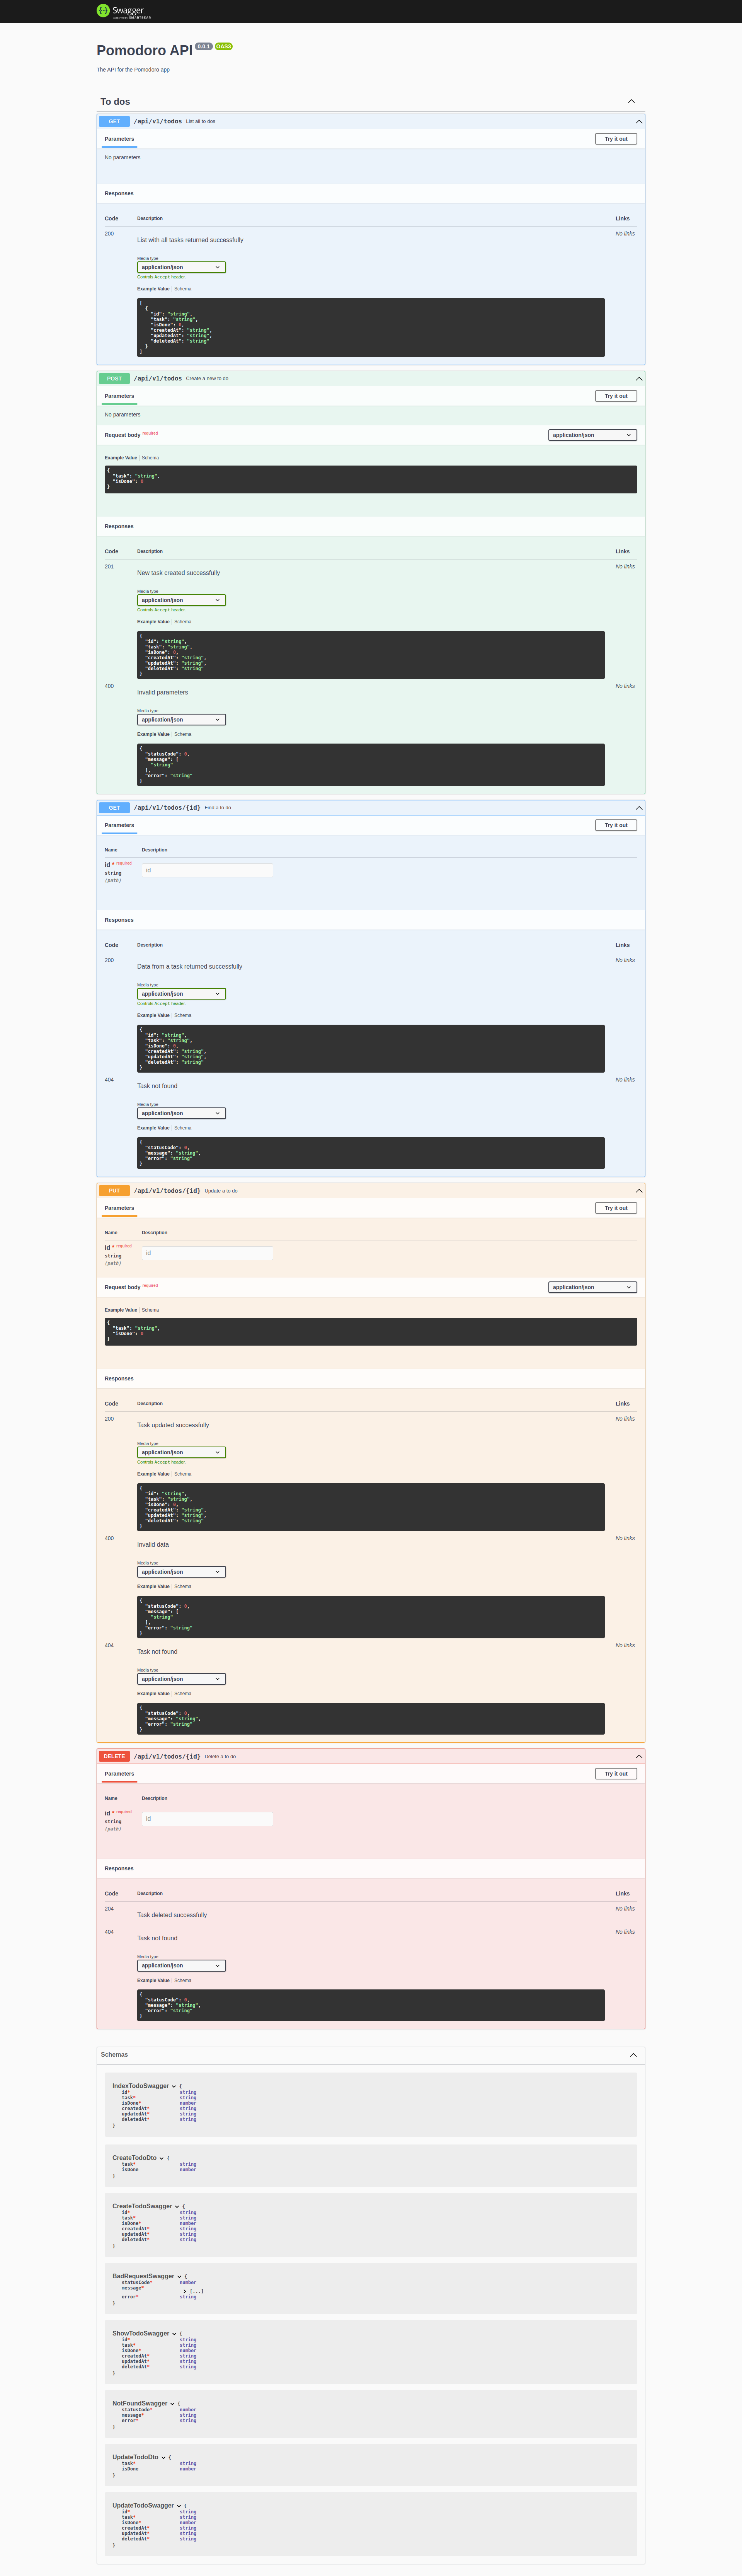 Swagger
Supported by SMARTBEAR
Pomodoro API 0.0.1 OAS3
The API for the Pomodoro app
To dos
GET /api/v1/todos List all to dos
Parameters Try it out
No parameters
Responses
Code Description Links
200 No links
List with all tasks returned successfully
Media type
application/json
Controls Accept header.
Example Value Schema
[
{
"id": "string",
"task": "string",
"isDone": 0,
"createdAt": "string",
"updatedAt": "string",
"deletedAt": "string"
}
]
POST /api/v1/todos Create a new to do
Parameters Try it out
No parameters
Request body required application/json
Example Value Schema
{
"task": "string",
"isDone": 0
}
Responses
Code Description Links
201 No links
New task created successfully
Media type
application/json
Controls Accept header.
Example Value Schema
{
"id": "string",
"task": "string",
"isDone": 0,
"createdAt": "string",
"updatedAt": "string",
"deletedAt": "string"
}
400 No links
Invalid parameters
Media type
application/json
Example Value Schema
{
"statusCode": 0,
"message": [
"string"
],
"error": "string"
}
GET /api/v1/todos/{id} Find a to do
Parameters Try it out
Name Description
id * required
string
(path)
id
Responses
Code Description Links
200 No links
Data from a task returned successfully
Media type
application/json
Controls Accept header.
Example Value Schema
{
"id": "string",
"task": "string",
"isDone": 0,
"createdAt": "string",
"updatedAt": "string",
"deletedAt": "string"
}
404 No links
Task not found
Media type
application/json
Example Value Schema
{
"statusCode": 0,
"message": "string",
"error": "string"
}
PUT /api/v1/todos/{id} Update a to do
Parameters Try it out
Name Description
id * required
string
(path)
id
Request body required application/json
Example Value Schema
{
"task": "string",
"isDone": 0
}
Responses
Code Description Links
200 No links
Task updated successfully
Media type
application/json
Controls Accept header.
Example Value Schema
{
"id": "string",
"task": "string",
"isDone": 0,
"createdAt": "string",
"updatedAt": "string",
"deletedAt": "string"
}
400 No links
Invalid data
Media type
application/json
Example Value Schema
{
"statusCode": 0,
"message": [
"string"
],
"error": "string"
}
404 No links
Task not found
Media type
application/json
Example Value Schema
{
"statusCode": 0,
"message": "string",
"error": "string"
}
DELETE /api/v1/todos/{id} Delete a to do
Parameters Try it out
Name Description
id * required
string
(path)
id
Responses
Code Description Links
204 No links
Task deleted successfully
404 No links
Task not found
Media type
application/json
Example Value Schema
{
"statusCode": 0,
"message": "string",
"error": "string"
}
Schemas
IndexTodoSwagger {
id* string
task* string
isDone* number
createdAt* string
updatedAt* string
deletedAt* string
}
CreateTodoDto {
task* string
isDone number
}
CreateTodoSwagger {
id* string
task* string
isDone* number
createdAt* string
updatedAt* string
deletedAt* string
}
BadRequestSwagger {
statusCode* number
message*
[...]
error* string
}
ShowTodoSwagger {
id* string
task* string
isDone* number
createdAt* string
updatedAt* string
deletedAt* string
}
NotFoundSwagger {
statusCode* number
message* string
error* string
}
UpdateTodoDto {
task* string
isDone number
}
UpdateTodoSwagger {
id* string
task* string
isDone* number
createdAt* string
updatedAt* string
deletedAt* string
}